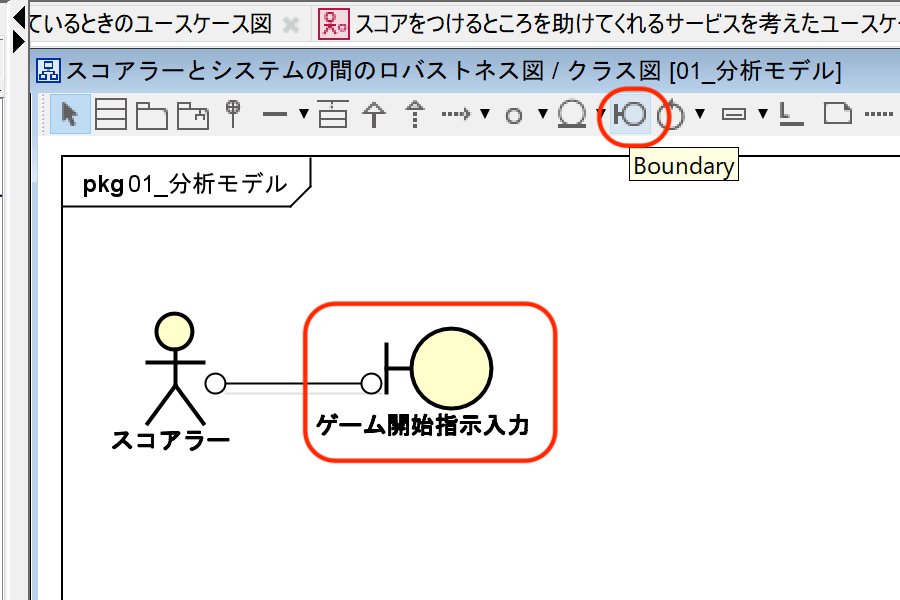 ているときのユースケース図
スコアをつけるところを助けてくれるサービスを考えたユースケ
スコアラーとシステムの間のロバストネス図 / クラス図 [01_分析モデル]
Boundary
pkg 01_分析モデル
スコアラー
ゲーム開始指示入力